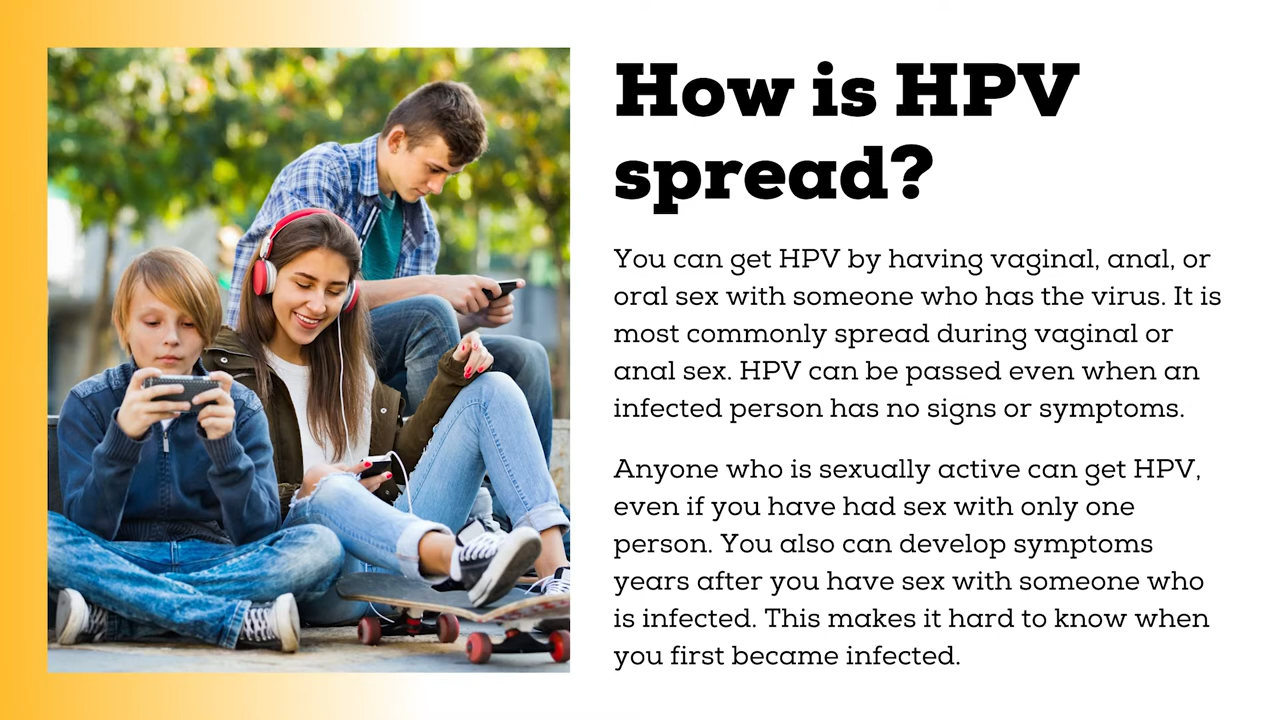 How is HPV
spread?
You can get HPV by having vaginal, anal, or
oral sex with someone who has the virus. It is
most commonly spread during vaginal or
anal sex. HPV can be passed even when an
infected person has no signs or symptoms.
Anyone who is sexually active can get HPV,
even if you have had sex with only one
person. You also can develop symptoms
years after you have sex with someone who
is infected. This makes it hard to know when
you first became infected.